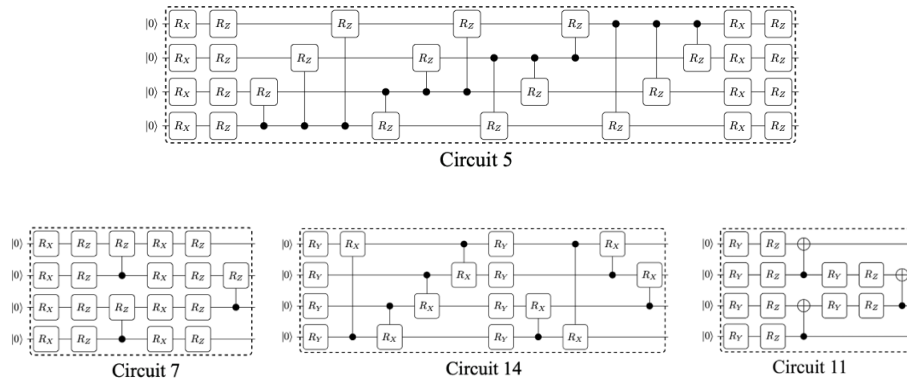 |0⟩ R_X R_Z R_Z R_Z R_Z R_X R_Z
|0⟩ R_X R_Z R_Z R_Z R_Z R_X R_Z
|0⟩ R_X R_Z R_Z R_Z R_Z R_X R_Z
|0⟩ R_X R_Z R_Z R_Z R_Z R_X R_Z
Circuit 5
|0⟩ R_X R_Z R_Z R_X R_Z
|0⟩ R_X R_Z R_X R_Z R_Z
|0⟩ R_X R_Z R_Z R_X R_Z
|0⟩ R_X R_Z R_X R_Z
Circuit 7
|0⟩ R_Y R_X R_Y R_X
|0⟩ R_Y R_X R_Y R_X
|0⟩ R_Y R_X R_Y R_X
|0⟩ R_Y R_X R_Y R_X
Circuit 14
|0⟩ R_Y R_Z
|0⟩ R_Y R_Z R_Y R_Z
|0⟩ R_Y R_Z R_Y R_Z
|0⟩ R_Y R_Z
Circuit 11